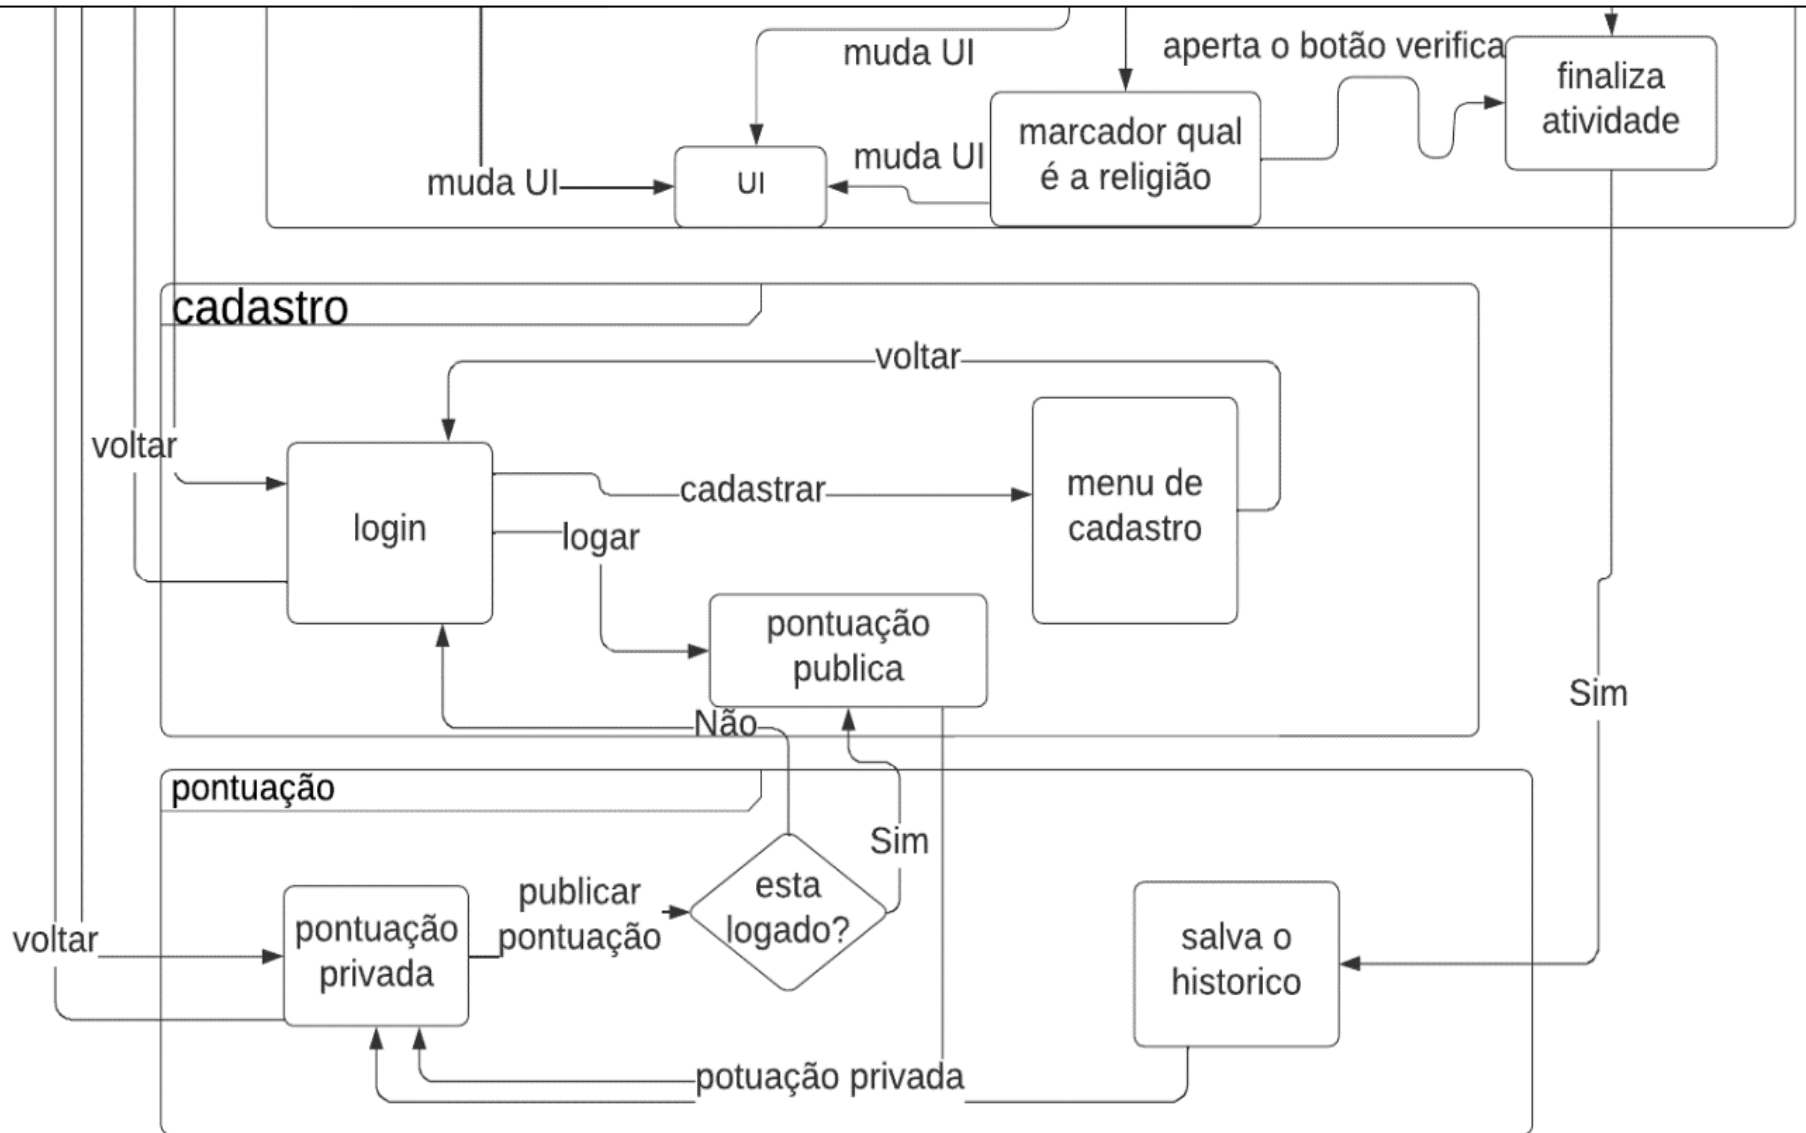 muda UI
aperta o botão verifica
finaliza
atividade
marcador qual
é a religião
muda UI
muda UI
UI
cadastro
voltar
voltar
login
cadastrar
menu de
cadastro
logar
pontuação
publica
Não
Sim
pontuação
Sim
esta
logado?
publicar
pontuação
voltar
pontuação
privada
salva o
historico
potuação privada